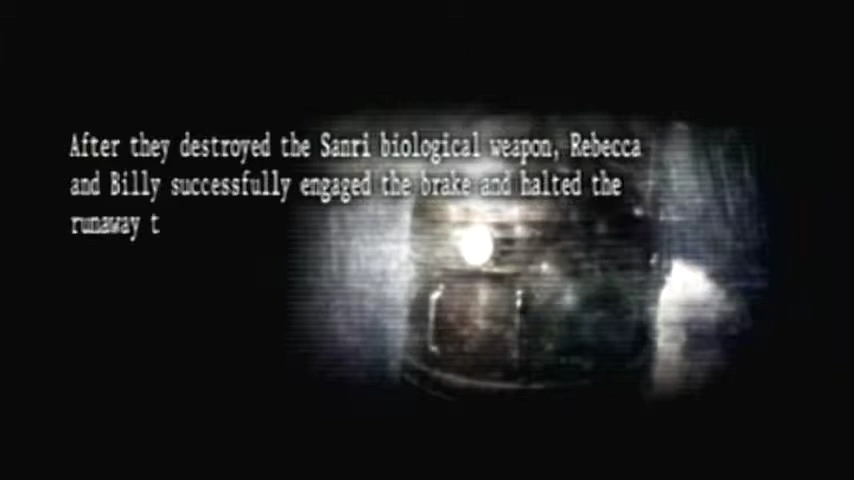 After they destroyed the Sanri biological weapon, Rebecca
and Billy successfully engaged the brake and halted the
runaway t